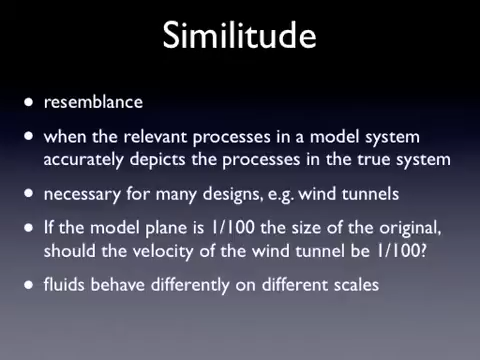 Similitude
• resemblance
• when the relevant processes in a model system
accurately depicts the processes in the true system
• necessary for many designs, e.g. wind tunnels
• If the model plane is 1/100 the size of the original,
should the velocity of the wind tunnel be 1/100?
• fluids behave differently on different scales